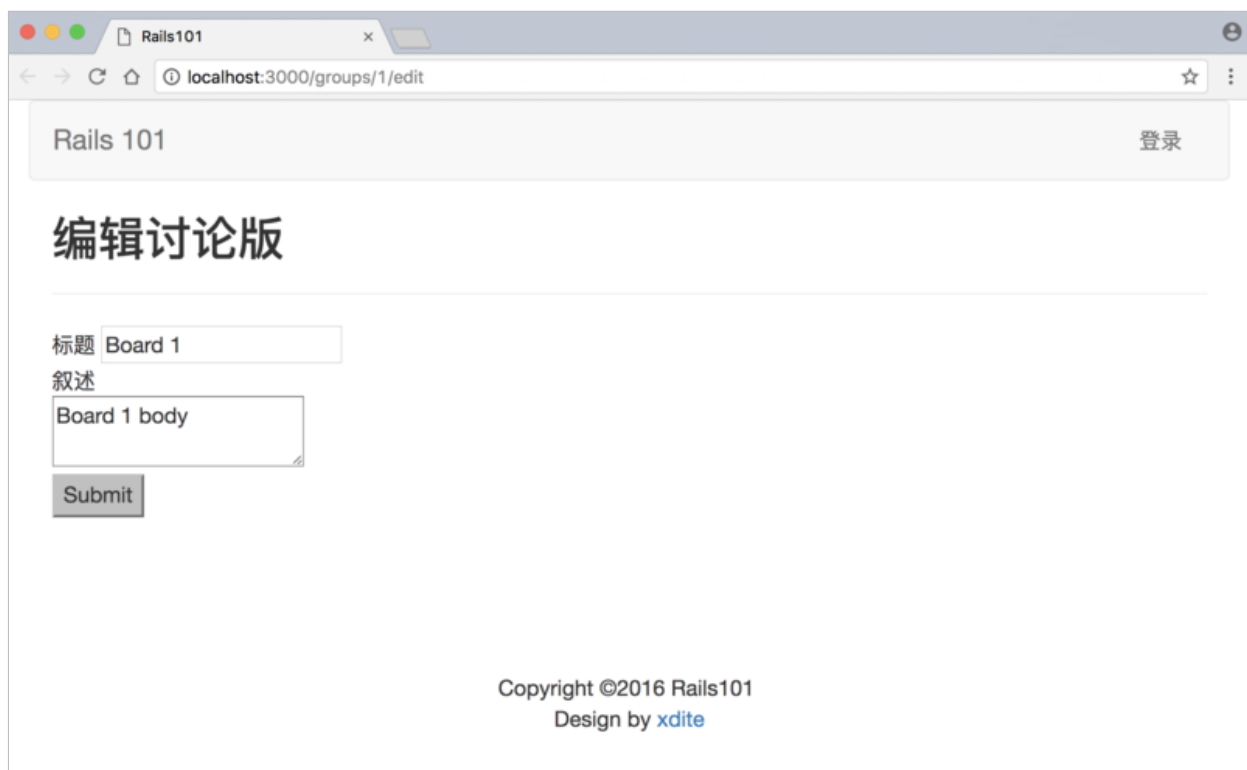 Rails101
localhost:3000/groups/1/edit
Rails 101
登录
编辑讨论版
标题 Board 1
叙述
Board 1 body
Submit
Copyright ©2016 Rails101
Design by xdite